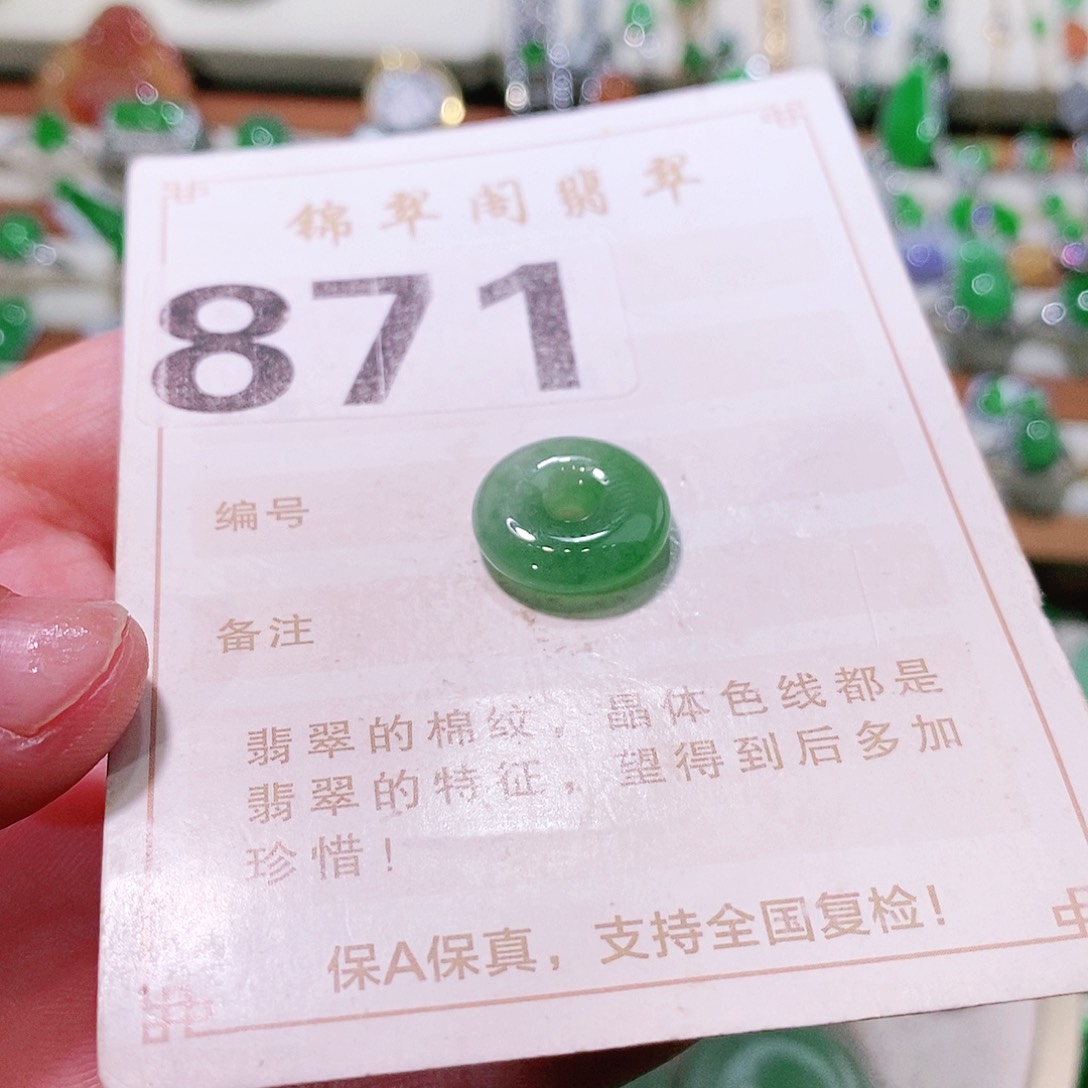 錦翠阁翡翠
871
编号
备注
翡翠的棉纹，晶体色线都是
翡翠的特征，望得到后多加
珍惜！
保A保真，支持全国复检！